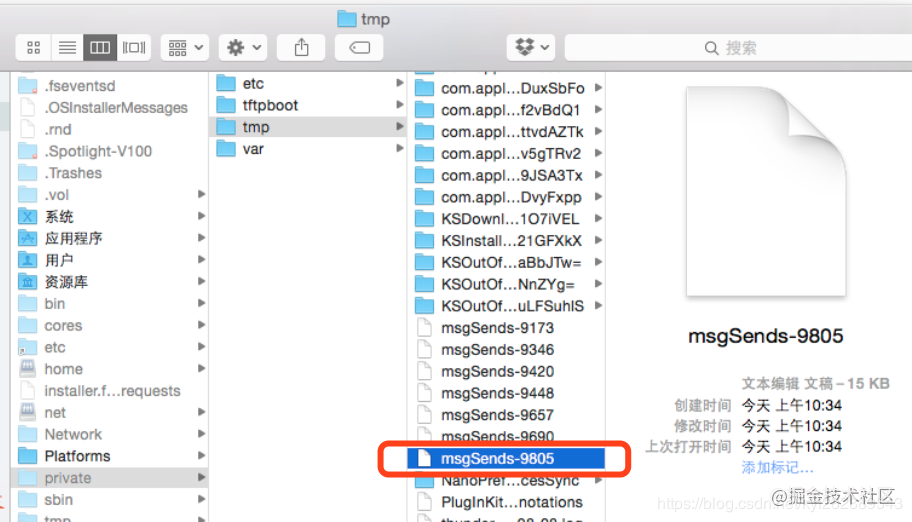 tmp
搜索
.fseventsd
.OSInstallerMessages
.rnd
.Spotlight-V100
.Trashes
.vol
系统
应用程序
用户
资源库
bin
cores
etc
home
installer.f...requests
net
Network
Platforms
private
sbin
tmp
etc
tftpboot
tmp
var
com.appl...DuxSbFo
com.appl...f2vBdQ1
com.appl...ttvdAZTk
com.appl...v5gTRv2
com.appl...9JSA3Tx
com.appl...DvyFxpp
KSDownl...1O7iVEL
KSInstall...21GFXkX
KSOutOf...aBbJTw=
KSOutOf...NnZYg=
KSOutOf...uLFSuhlS
msgSends-9173
msgSends-9346
msgSends-9420
msgSends-9448
msgSends-9657
msgSends-9690
msgSends-9805
NanoPref...cesSync
PlugInKit...notations
msgSends-9805
文本编辑 文稿 – 15 KB
创建时间 今天 上午10:34
修改时间 今天 上午10:34
上次打开时间 今天 上午10:34
添加标记...
@掘金技术社区